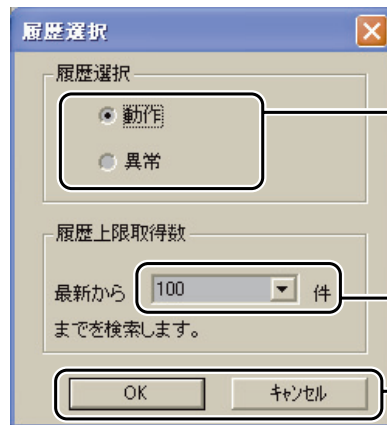 履歴選択
履歴選択
動作
異常
履歴上限取得数
最新から 100 件
までを検索します。
OK ｷｬﾝｾﾙ